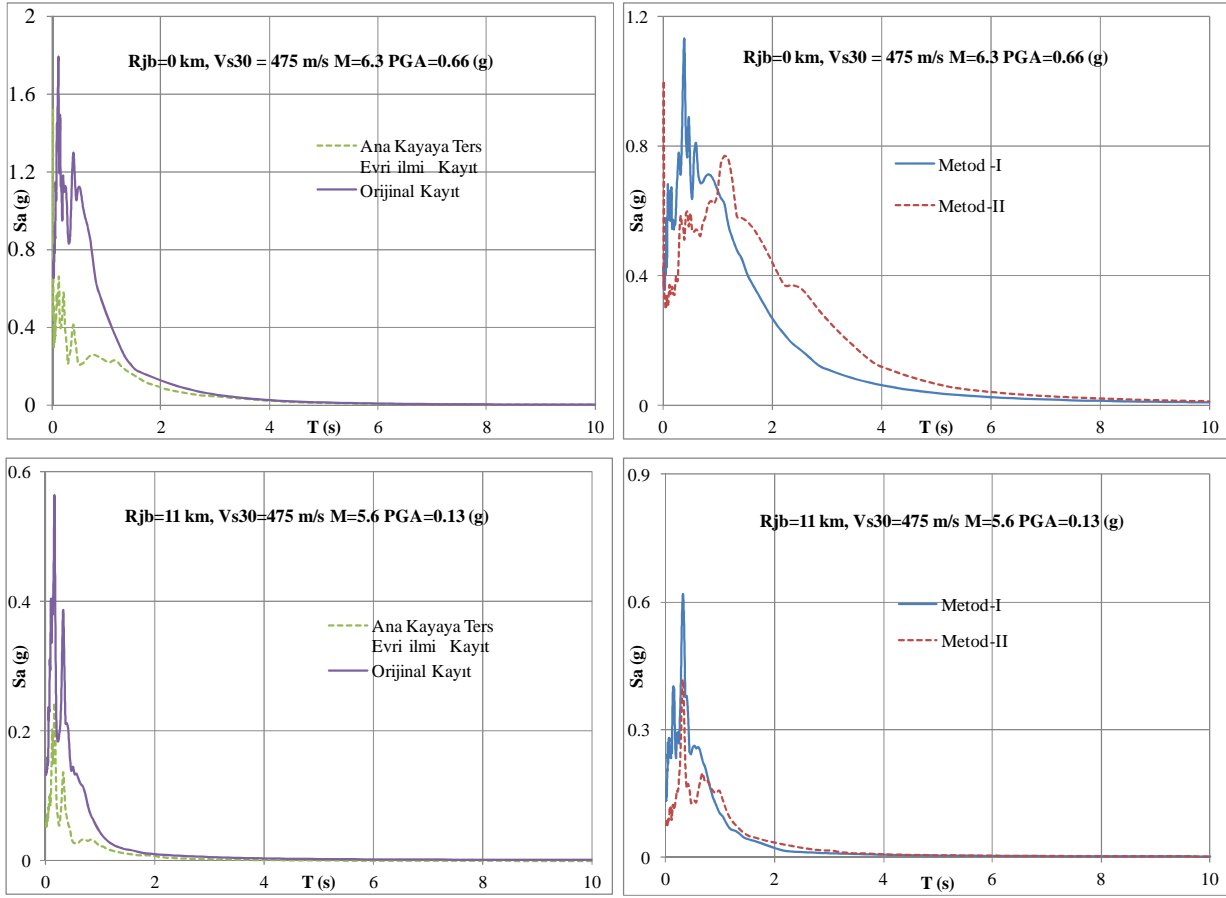 2
1.6
1.2
0.8
0.4
0
Sa (g)
Rjb=0 km, Vs30 = 475 m/s M=6.3 PGA=0.66 (g)
Ana Kayaya Ters
Evri ilmi Kayıt
Orijinal Kayıt
0 2 4 6 8 10
T (s)
1.2
0.8
0.4
0.0
Sa (g)
Rjb=0 km, Vs30 = 475 m/s M=6.3 PGA=0.66 (g)
Metod -I
Metod-II
0 2 4 6 8 10
T (s)
0.6
0.4
0.2
0
Sa (g)
Rjb=11 km, Vs30=475 m/s M=5.6 PGA=0.13 (g)
Ana Kayaya Ters
Evri ilmi Kayıt
Orijinal Kayıt
0 2 4 6 8 10
T (s)
0.9
0.6
0.3
0
Sa (g)
Rjb=11 km, Vs30=475 m/s M=5.6 PGA=0.13 (g)
Metod-I
Metod-II
0 2 4 6 8 10
T (s)